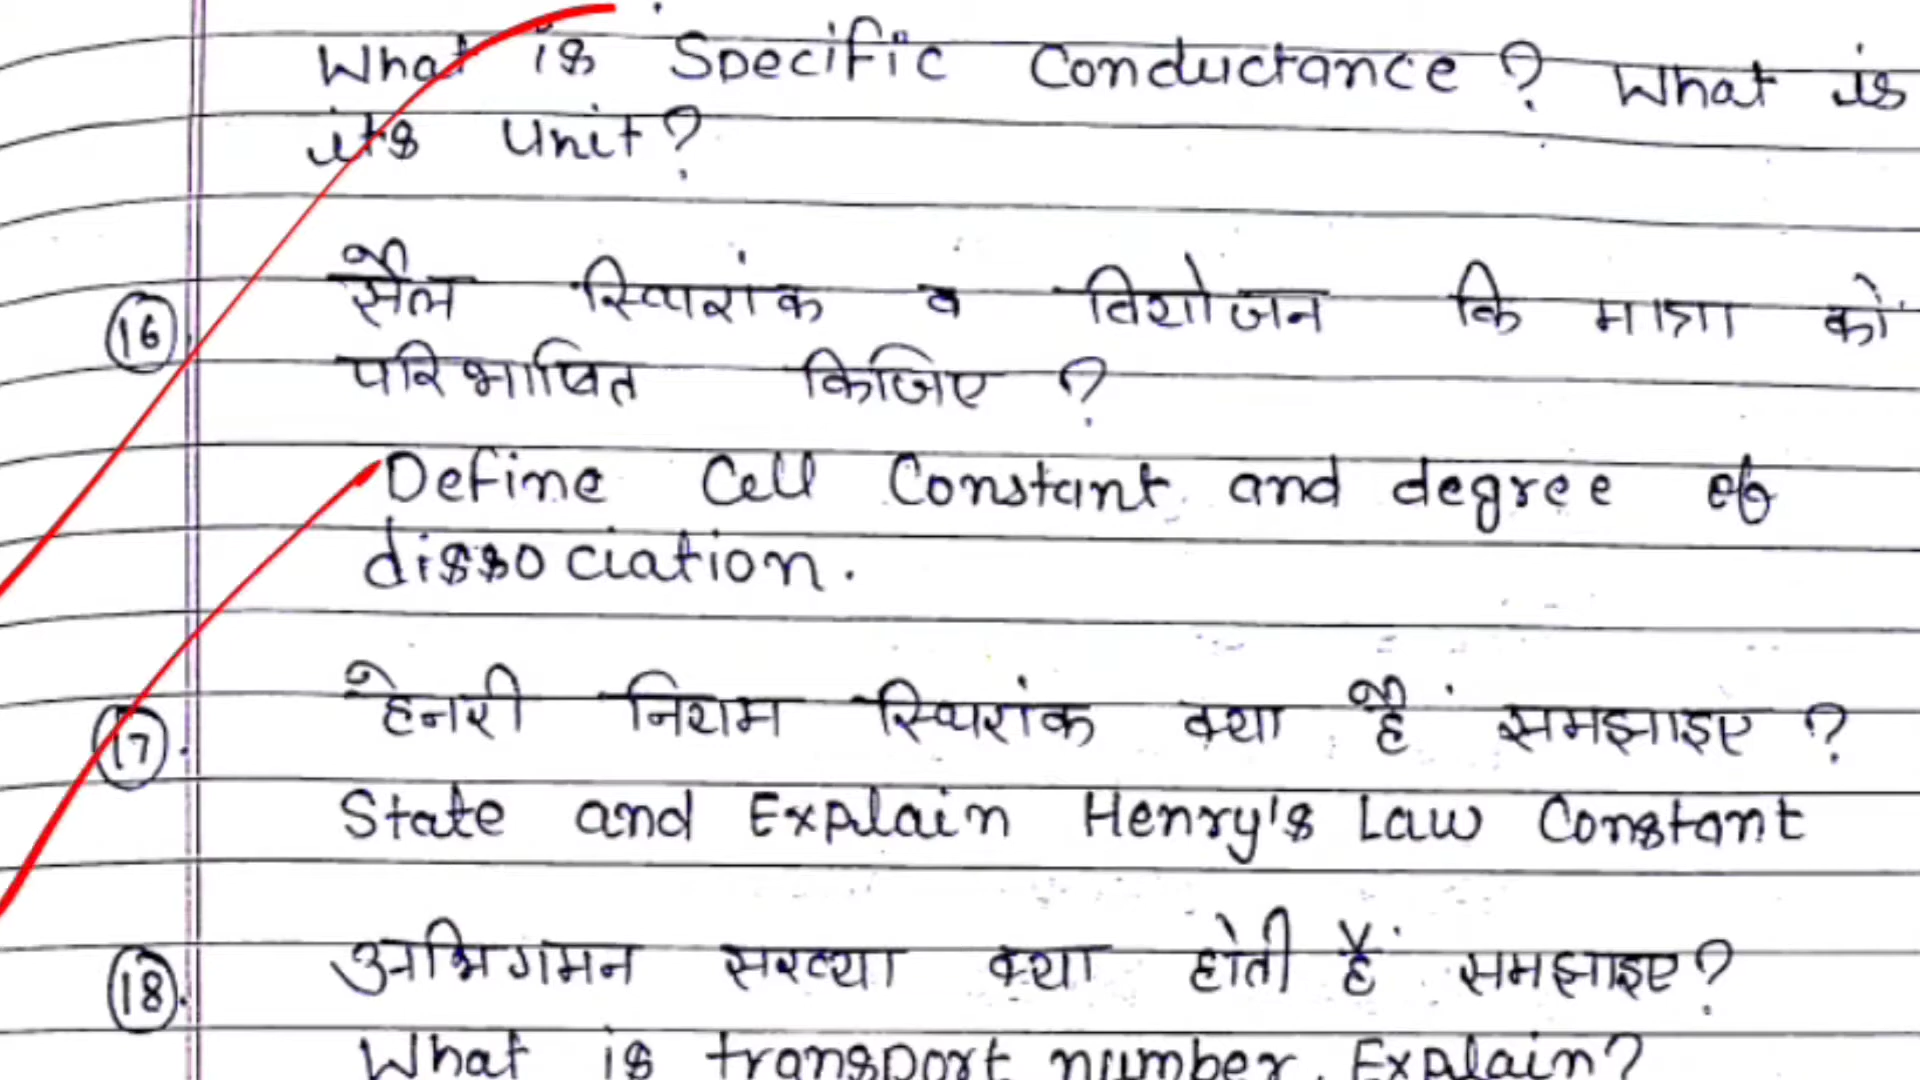 What is Specific Conductance? What is
its Unit?
(16) सैल स्थिरांक व वियोजन कि मात्रा को
परिभाषित किजिए ?
Define Cell Constant and degree of
dissociation.
(17). हैनरी नियम स्थिरांक क्या है समझाइए ?
State and Explain Henry's Law Constant
(18). अभिगमन सख्या क्या होती हैं समझाइए?
What is transport number. Explain?